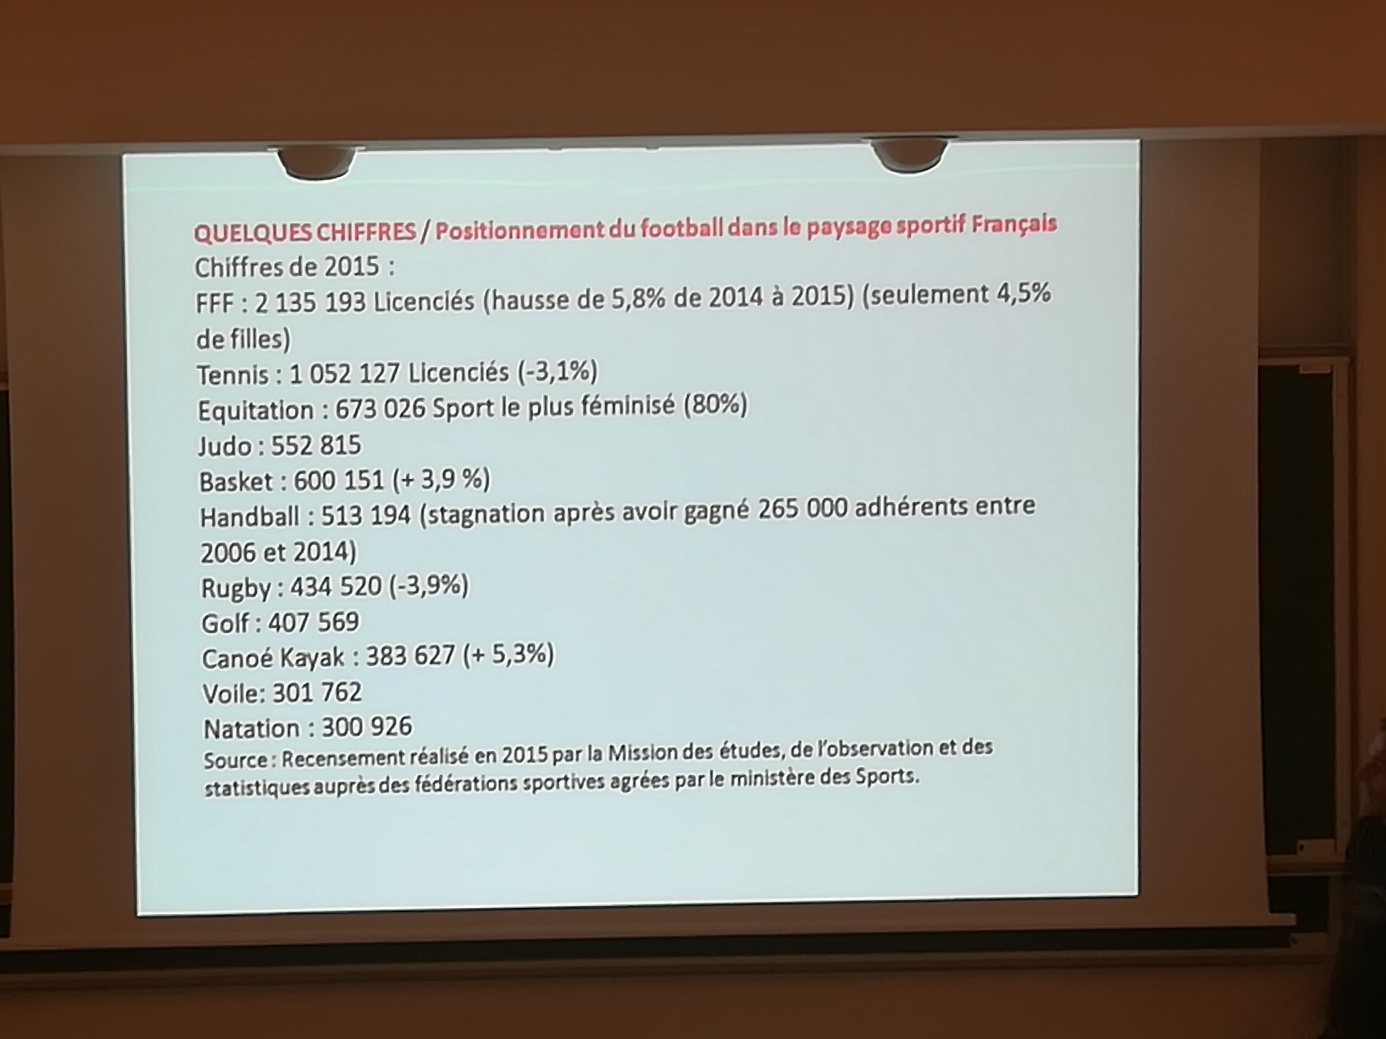 QUELQUES CHIFFRES / Positionnement du football dans le paysage sportif Français
Chiffres de 2015 :
FFF : 2 135 193 Licenciés (hausse de 5,8% de 2014 à 2015) (seulement 4,5%
de filles)
Tennis : 1 052 127 Licenciés (-3,1%)
Equitation : 673 026 Sport le plus féminisé (80%)
Judo : 552 815
Basket : 600 151 (+ 3,9 %)
Handball : 513 194 (stagnation après avoir gagné 265 000 adhérents entre
2006 et 2014)
Rugby : 434 520 (-3,9%)
Golf : 407 569
Canoé Kayak : 383 627 (+ 5,3%)
Voile: 301 762
Natation : 300 926
Source : Recensement réalisé en 2015 par la Mission des études, de l'observation et des
statistiques auprès des fédérations sportives agrées par le ministère des Sports.